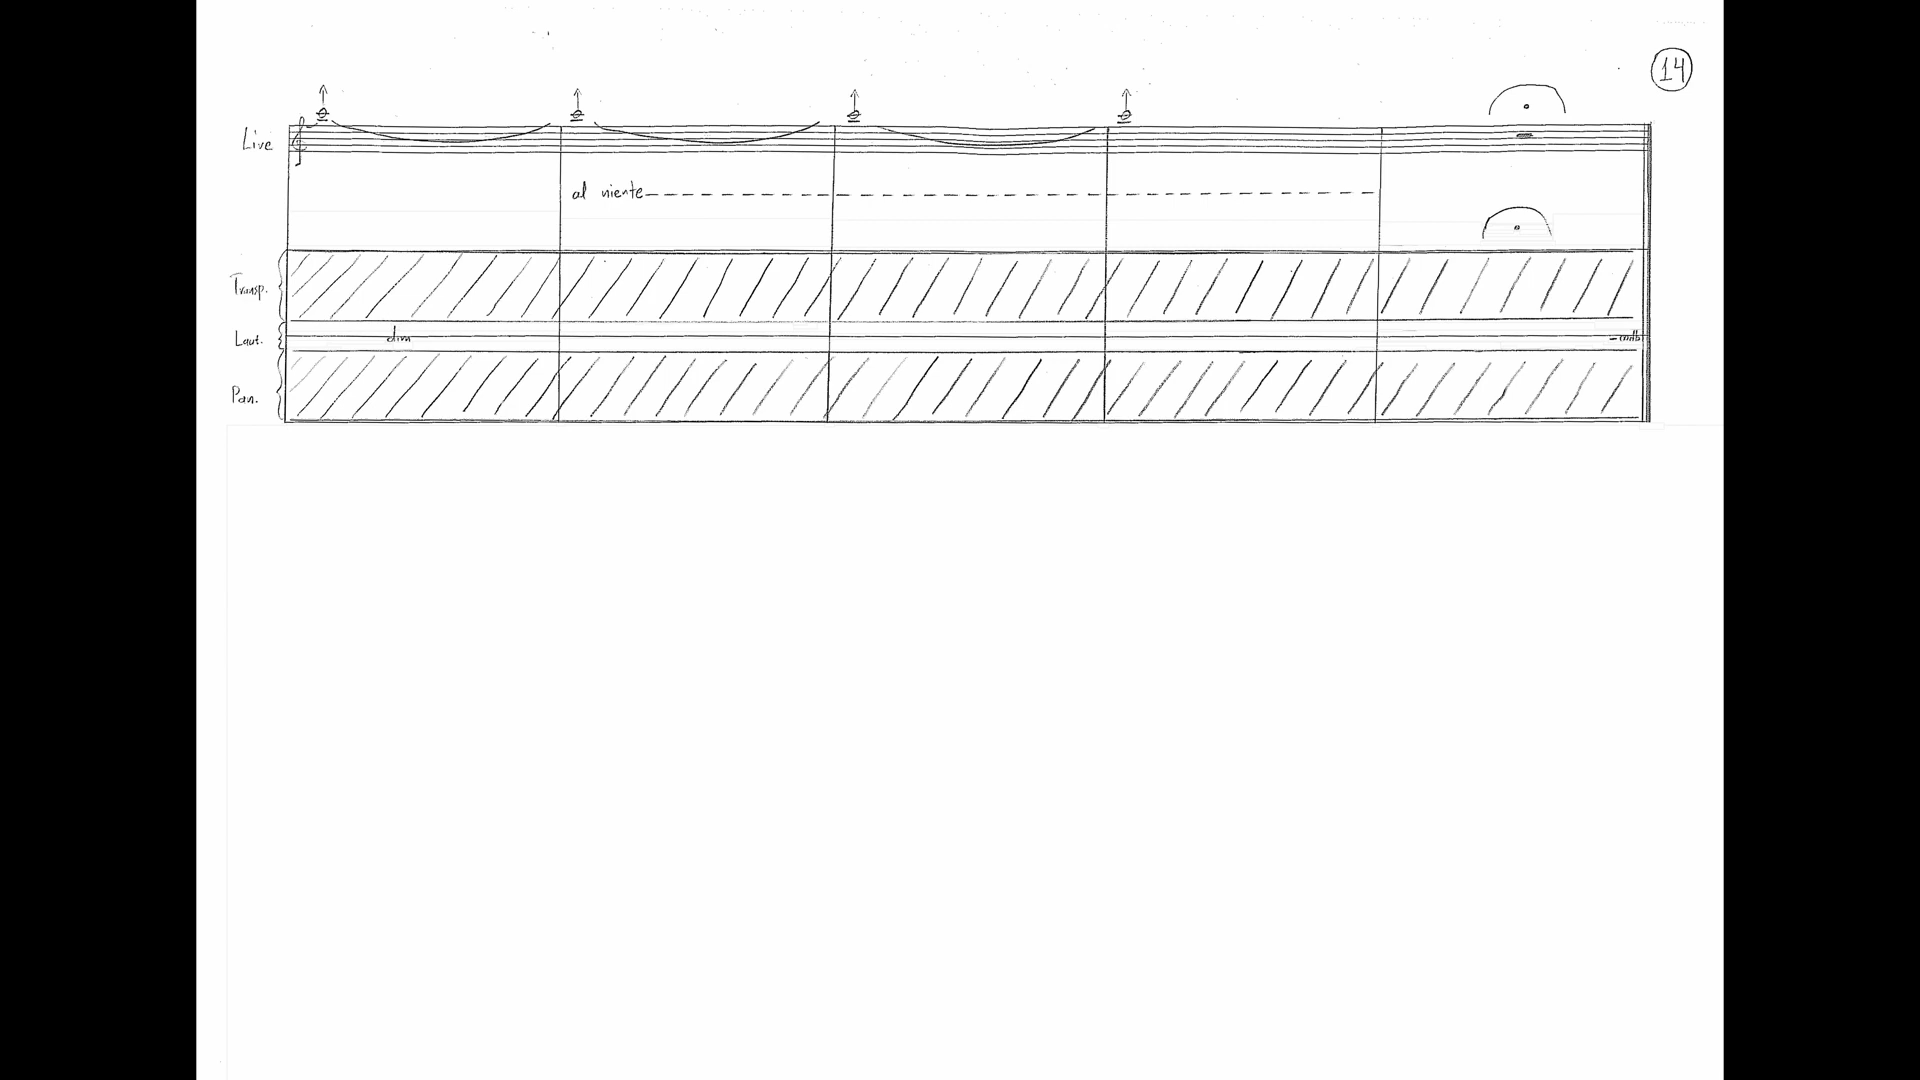 14
Live
al niente
Transp.
Laut.
dim
Pan.